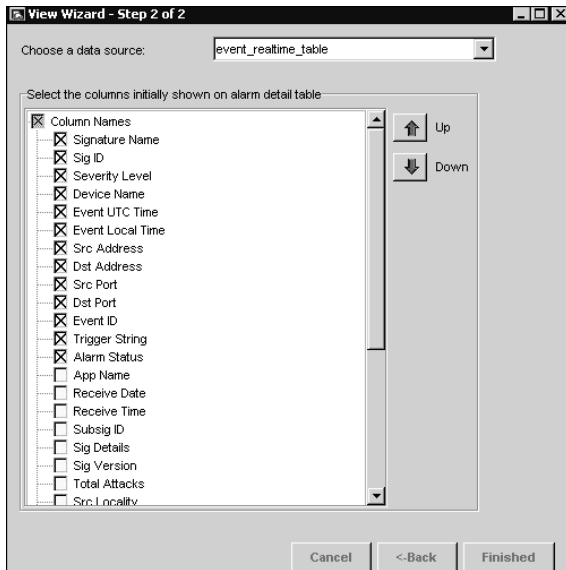 View Wizard - Step 2 of 2
Choose a data source: event_realtime_table
Select the columns initially shown on alarm detail table
Column Names
Up
Signature Name
Sig ID
Down
Severity Level
Device Name
Event UTC Time
Event Local Time
Src Address
Dst Address
Src Port
Dst Port
Event ID
Trigger String
Alarm Status
App Name
Receive Date
Receive Time
Subsig ID
Sig Details
Sig Version
Total Attacks
Src Locality
Cancel <-Back Finished